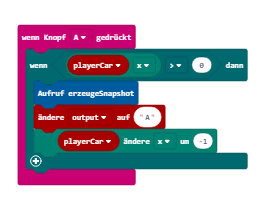 wenn Knopf A ▾ gedrückt
wenn playerCar ▾ x ▾ > ▾ 0 dann
Aufruf erzeugeSnapshot
ändere output ▾ auf "A"
playerCar ▾ ändere x ▾ um -1